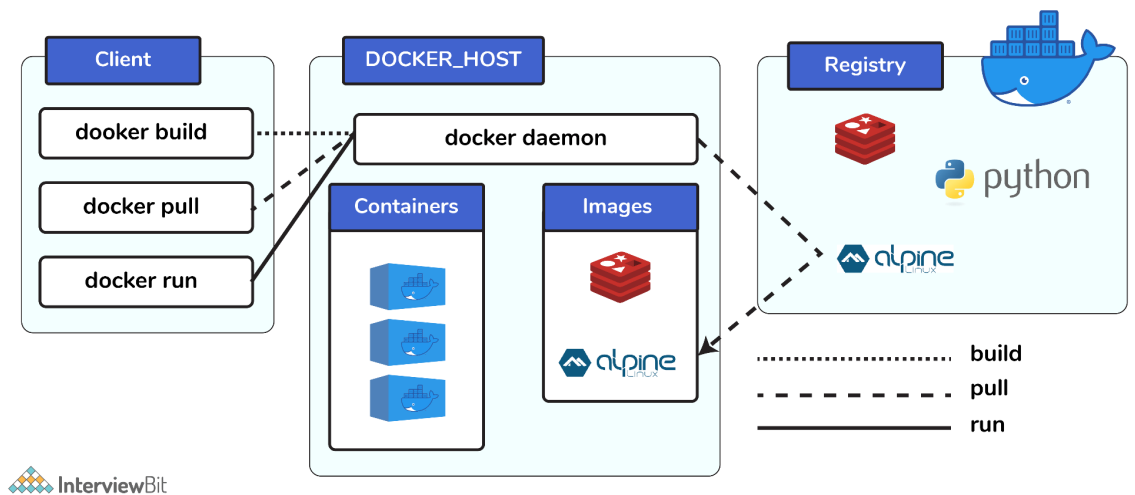 Client
dooker build
docker pull
docker run
DOCKER_HOST
docker daemon
Containers
Images
alpine
Linux
Registry
python
alpine
Linux
build
pull
run
InterviewBit